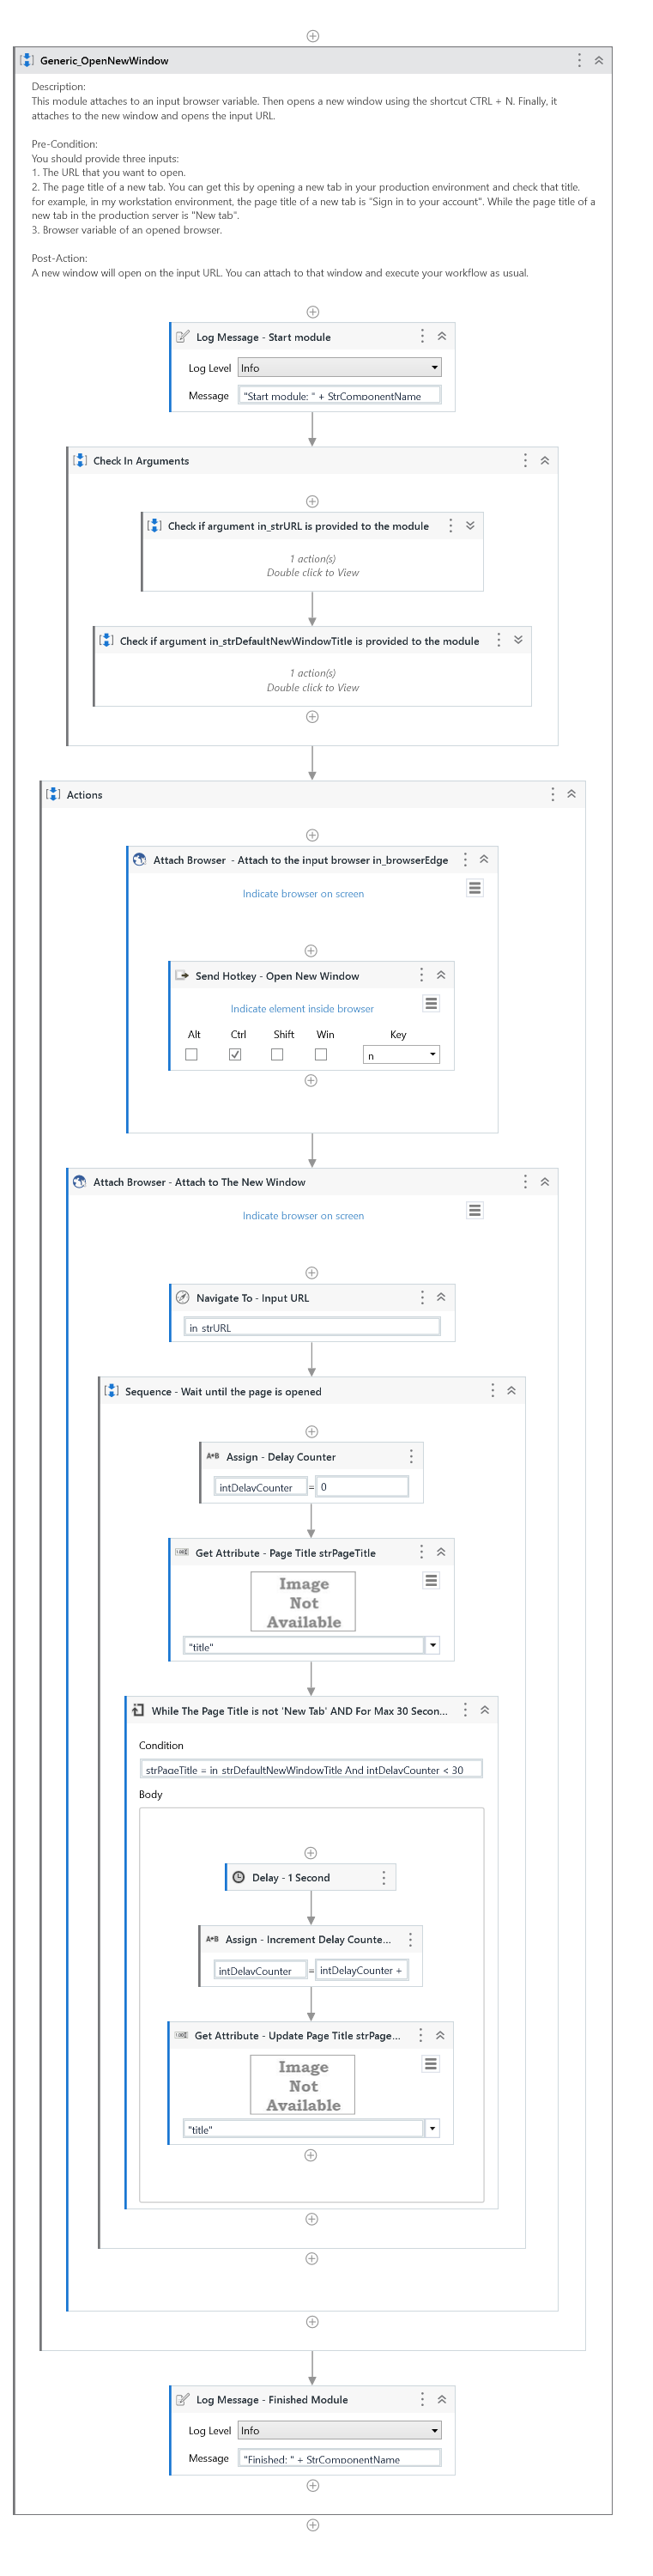 Generic_OpenNewWindow
Description:
This module attaches to an input browser variable. Then opens a new window using the shortcut CTRL + N. Finally, it
attaches to the new window and opens the input URL.
Pre-Condition:
You should provide three inputs:
1. The URL that you want to open.
2. The page title of a new tab. You can get this by opening a new tab in your production environment and check that title.
for example, in my workstation environment, the page title of a new tab is "Sign in to your account". While the page title of a
new tab in the production server is "New tab".
3. Browser variable of an opened browser.
Post-Action:
A new window will open on the input URL. You can attach to that window and execute your workflow as usual.
Log Message - Start module
Log Level Info
Message "Start module: " + StrComponentName
Check In Arguments
Check if argument in_strURL is provided to the module
1 action(s)
Double click to View
Check if argument in_strDefaultNewWindowTitle is provided to the module
1 action(s)
Double click to View
Actions
Attach Browser - Attach to the input browser in_browserEdge
Indicate browser on screen
Send Hotkey - Open New Window
Indicate element inside browser
Alt Ctrl Shift Win Key
n
Attach Browser - Attach to The New Window
Indicate browser on screen
Navigate To - Input URL
in_strURL
Sequence - Wait until the page is opened
A*B Assign - Delay Counter
intDelayCounter = 0
Get Attribute - Page Title strPageTitle
Image
Not
Available
"title"
While The Page Title is not 'New Tab' AND For Max 30 Secon...
Condition
strPageTitle = in_strDefaultNewWindowTitle And intDelayCounter < 30
Body
Delay - 1 Second
A*B Assign - Increment Delay Counte...
intDelayCounter = intDelayCounter +
Get Attribute - Update Page Title strPage...
Image
Not
Available
"title"
Log Message - Finished Module
Log Level Info
Message "Finished: " + StrComponentName